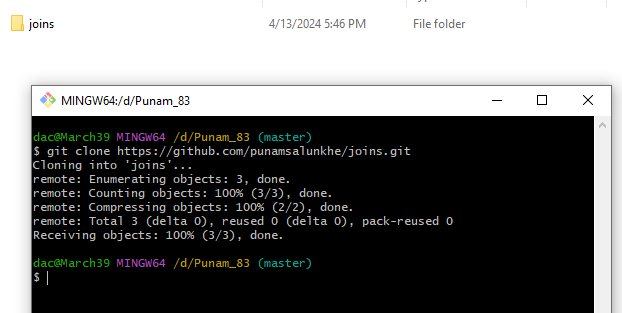 joins 4/13/2024 5:46 PM File folder
MINGW64:/d/Punam_83
dac@March39 MINGW64 /d/Punam_83 (master)
$ git clone https://github.com/punamsalunkhe/joins.git
Cloning into 'joins'...
remote: Enumerating objects: 3, done.
remote: Counting objects: 100% (3/3), done.
remote: Compressing objects: 100% (2/2), done.
remote: Total 3 (delta 0), reused 0 (delta 0), pack-reused 0
Receiving objects: 100% (3/3), done.
dac@March39 MINGW64 /d/Punam_83 (master)
$